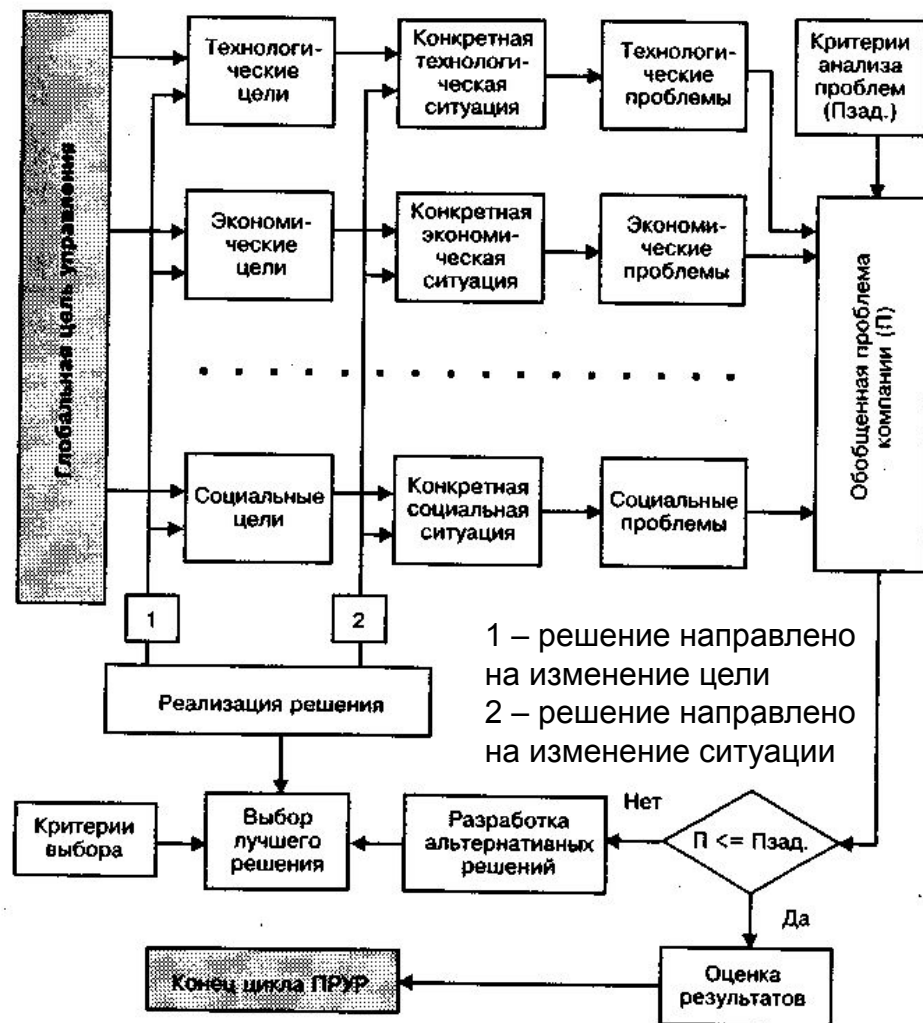 Глобальная цель управления
Технологи-
ческие
цели
Конкретная
технологи-
ческая
ситуация
Технологи-
ческие
проблемы
Критерии
анализа
проблем
(Пзад.)
Экономи-
ческие
цели
Конкретная
экономи-
ческая
ситуация
Экономи-
ческие
проблемы
Обобщенная проблема
компании (П)
Социальные
цели
Конкретная
социальная
ситуация
Социальные
проблемы
1
2
1 – решение направлено
на изменение цели
2 – решение направлено
на изменение ситуации
Реализация решения
Критерии
выбора
Выбор
лучшего
решения
Разработка
альтернативных
решений
Нет
П <= Пзад.
Да
Конец цикла ПРУР
Оценка
результатов